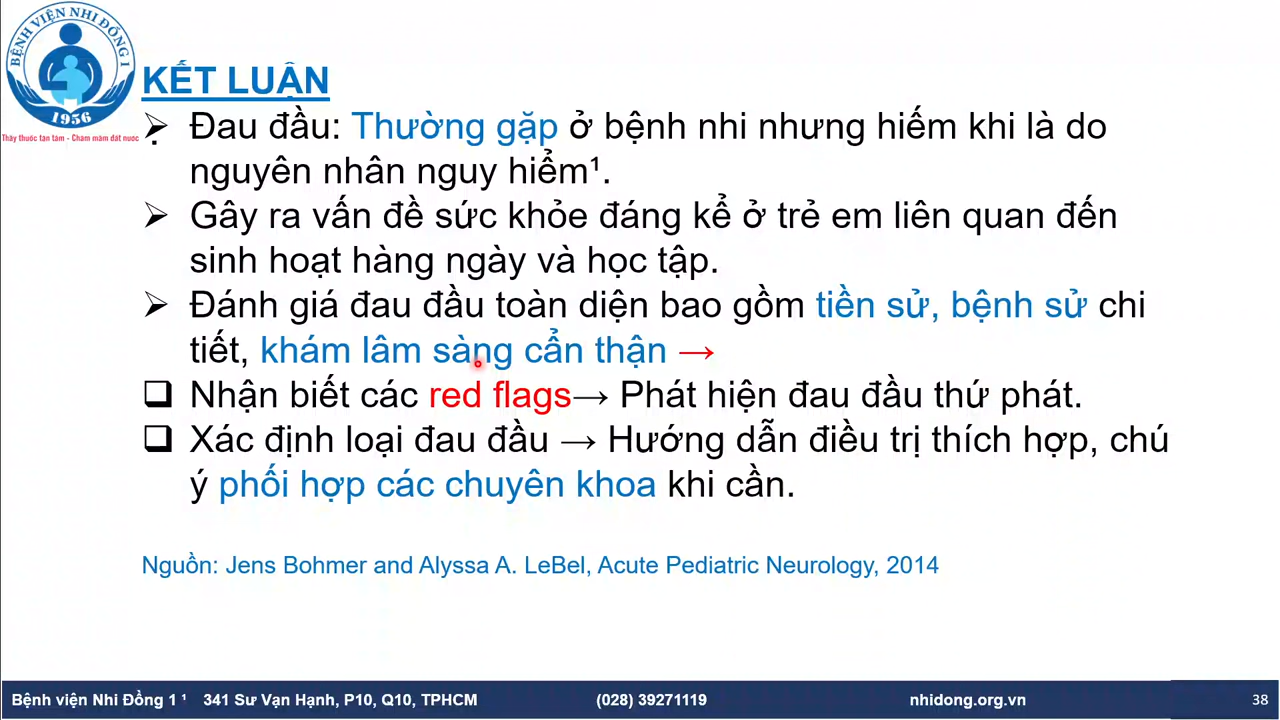 BỆNH VIỆN NHI ĐỒNG 1
1956
Thầy thuốc tận tâm - Chăm mầm đất nước
KẾT LUẬN
➢ Đau đầu: Thường gặp ở bệnh nhi nhưng hiếm khi là do
nguyên nhân nguy hiểm¹.
➢ Gây ra vấn đề sức khỏe đáng kể ở trẻ em liên quan đến
sinh hoạt hàng ngày và học tập.
➢ Đánh giá đau đầu toàn diện bao gồm tiền sử, bệnh sử chi
tiết, khám lâm sàng cẩn thận →
❑ Nhận biết các red flags→ Phát hiện đau đầu thứ phát.
❑ Xác định loại đau đầu → Hướng dẫn điều trị thích hợp, chú
ý phối hợp các chuyên khoa khi cần.
Nguồn: Jens Bohmer and Alyssa A. LeBel, Acute Pediatric Neurology, 2014
Bệnh viện Nhi Đồng 1 ¹ 341 Sư Vạn Hạnh, P10, Q10, TPHCM (028) 39271119 nhidong.org.vn 38